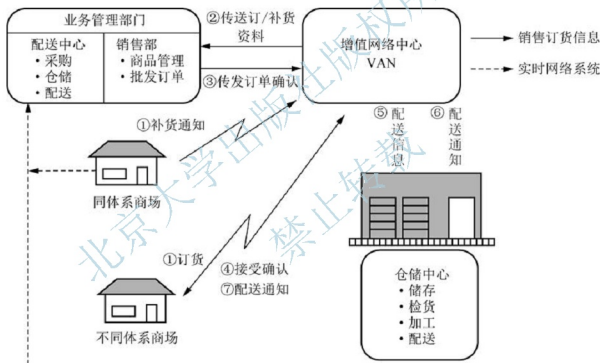 业务管理部门
配送中心
·采购
·仓储
·配送
销售部
·商品管理
·批发订单
②传送订/补货
资料
③传发订单确认
增值网络中心
VAN
销售订货信息
实时网络系统
①补货通知
⑤配送信息
⑥配送通知
同体系商场
①订货
④接受确认
⑦配送通知
不同体系商场
仓储中心
·储存
·检货
·加工
·配送
北京大学出版社版权所有
禁止转载